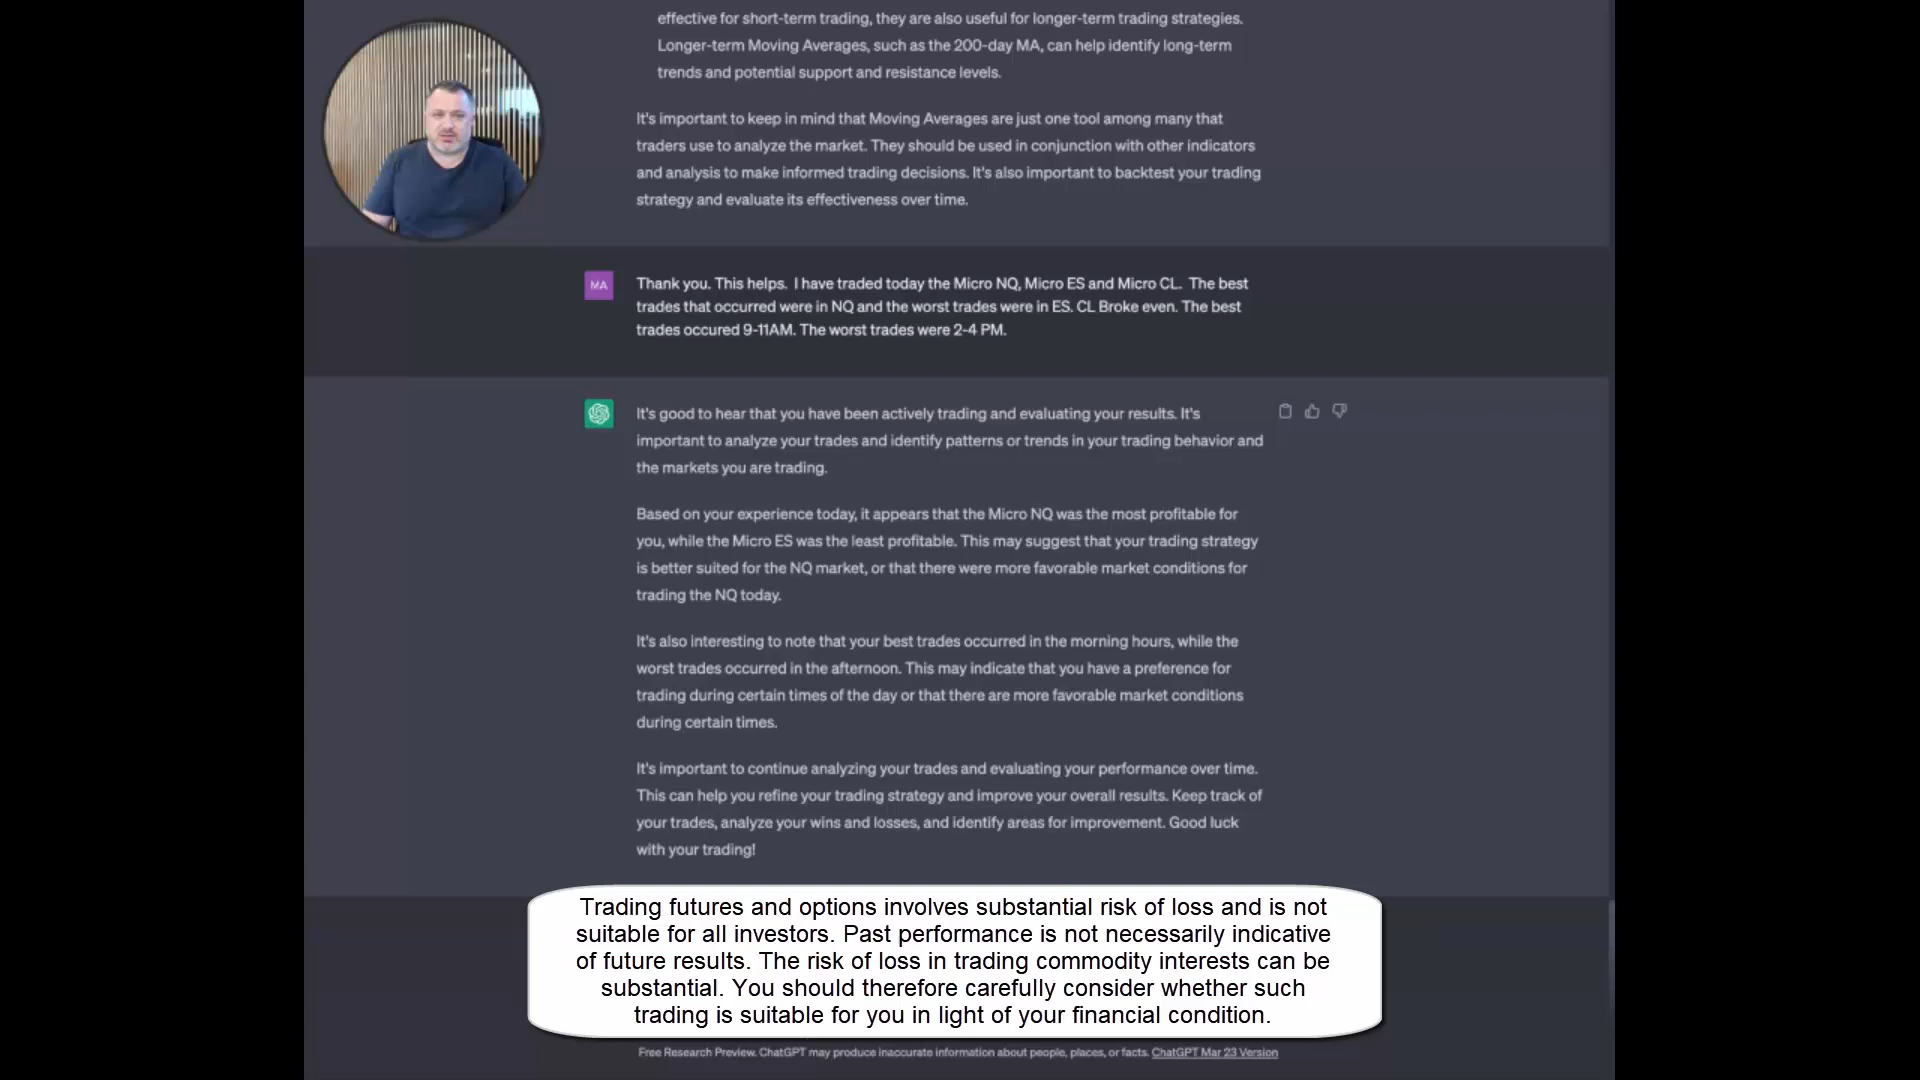 effective for short-term trading, they are also useful for longer-term trading strategies.
Longer-term Moving Averages, such as the 200-day MA, can help identify long-term
trends and potential support and resistance levels.
It's important to keep in mind that Moving Averages are just one tool among many that
traders use to analyze the market. They should be used in conjunction with other indicators
and analysis to make informed trading decisions. It's also important to backtest your trading
strategy and evaluate its effectiveness over time.
MA
Thank you. This helps.  I have traded today the Micro NQ, Micro ES and Micro CL.  The best
trades that occurred were in NQ and the worst trades were in ES. CL Broke even. The best
trades occured 9-11AM. The worst trades were 2-4 PM.
It's good to hear that you have been actively trading and evaluating your results. It's
important to analyze your trades and identify patterns or trends in your trading behavior and
the markets you are trading.
Based on your experience today, it appears that the Micro NQ was the most profitable for
you, while the Micro ES was the least profitable. This may suggest that your trading strategy
is better suited for the NQ market, or that there were more favorable market conditions for
trading the NQ today.
It's also interesting to note that your best trades occurred in the morning hours, while the
worst trades occurred in the afternoon. This may indicate that you have a preference for
trading during certain times of the day or that there are more favorable market conditions
during certain times.
It's important to continue analyzing your trades and evaluating your performance over time.
This can help you refine your trading strategy and improve your overall results. Keep track of
your trades, analyze your wins and losses, and identify areas for improvement. Good luck
with your trading!
Trading futures and options involves substantial risk of loss and is not
suitable for all investors. Past performance is not necessarily indicative
of future results. The risk of loss in trading commodity interests can be
substantial. You should therefore carefully consider whether such
trading is suitable for you in light of your financial condition.
Free Research Preview. ChatGPT may produce inaccurate information about people, places, or facts. ChatGPT Mar 23 Version